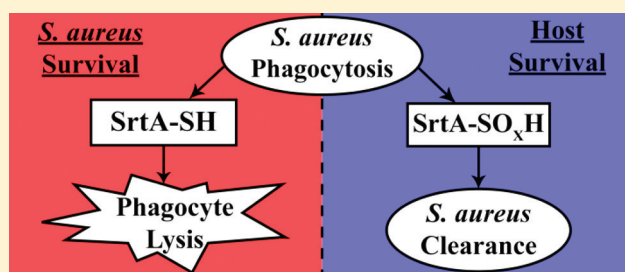 S. aureus
Survival
S. aureus
Phagocytosis
Host
Survival
SrtA-SH
SrtA-SOxH
Phagocyte
Lysis
S. aureus
Clearance